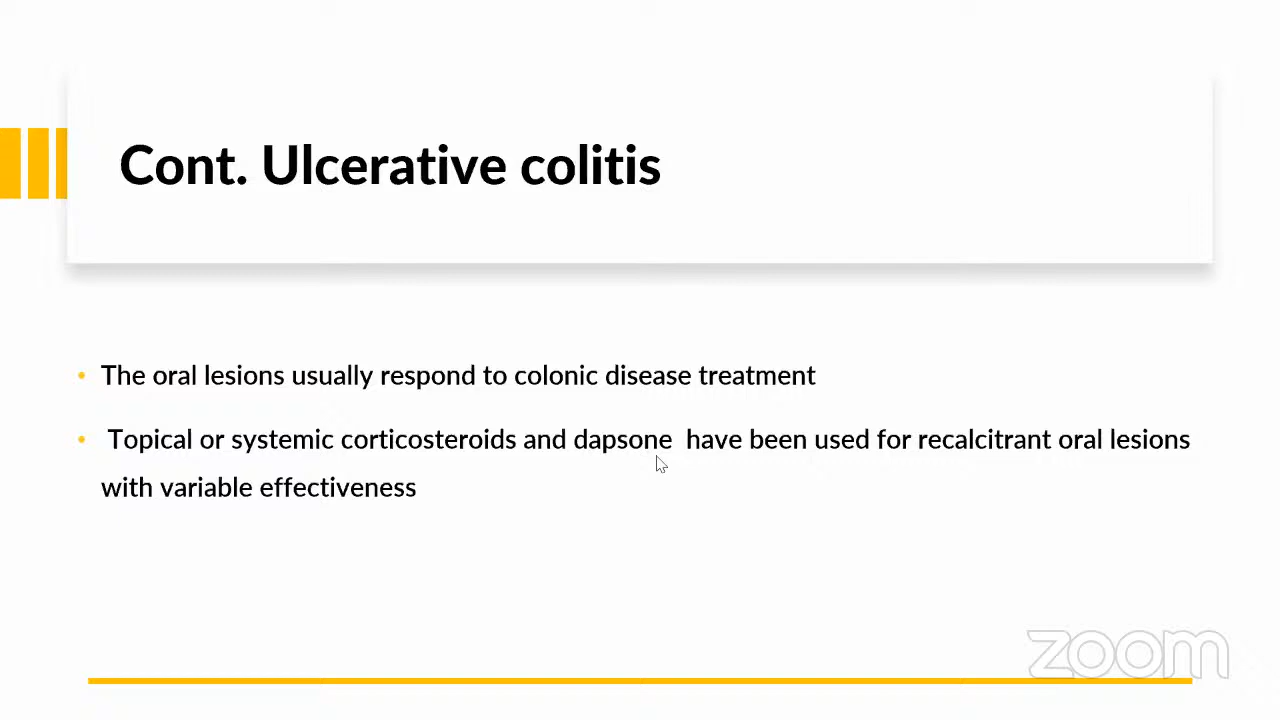 Cont. Ulcerative colitis
• The oral lesions usually respond to colonic disease treatment
• Topical or systemic corticosteroids and dapsone have been used for recalcitrant oral lesions
with variable effectiveness
zoom